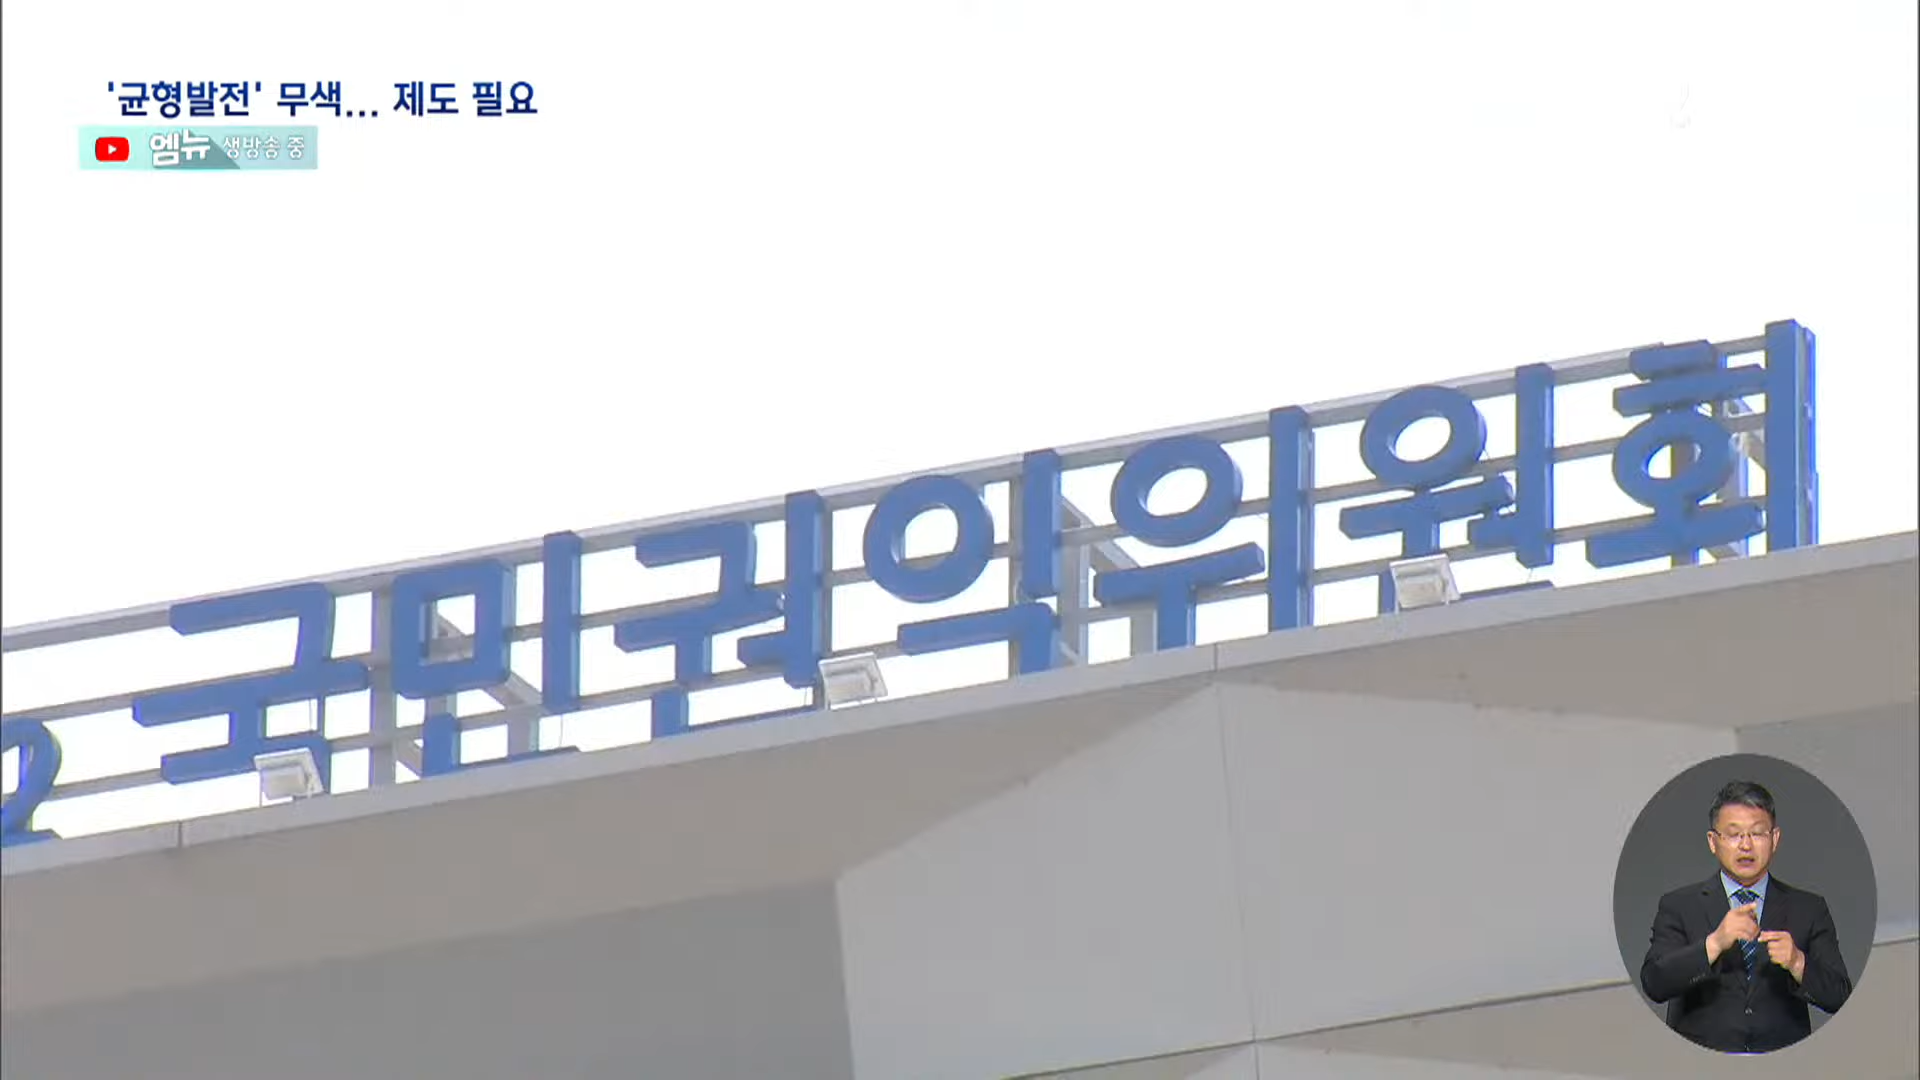 '균형발전' 무색... 제도 필요
엠뉴 생방송 중
국민권익위원회